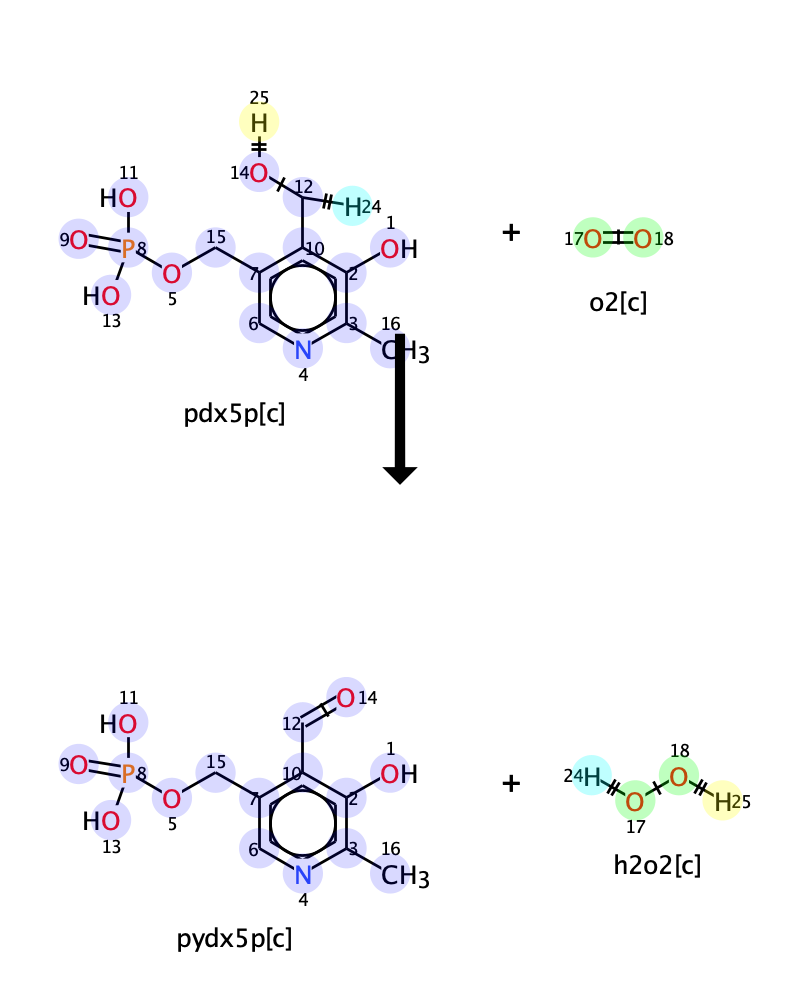 25
H
14O
12
H24
11
HO
9O
P8
15
O
5
HO
13
1
OH
10
7
2
6
3
N
4
16
CH3
+
17O
O18
o2[c]
pdx5p[c]
O14
12
11
HO
9O
P8
15
O
5
HO
13
1
OH
10
7
2
6
3
N
4
16
CH3
+
24H
O
17
18
O
H25
h2o2[c]
pydx5p[c]